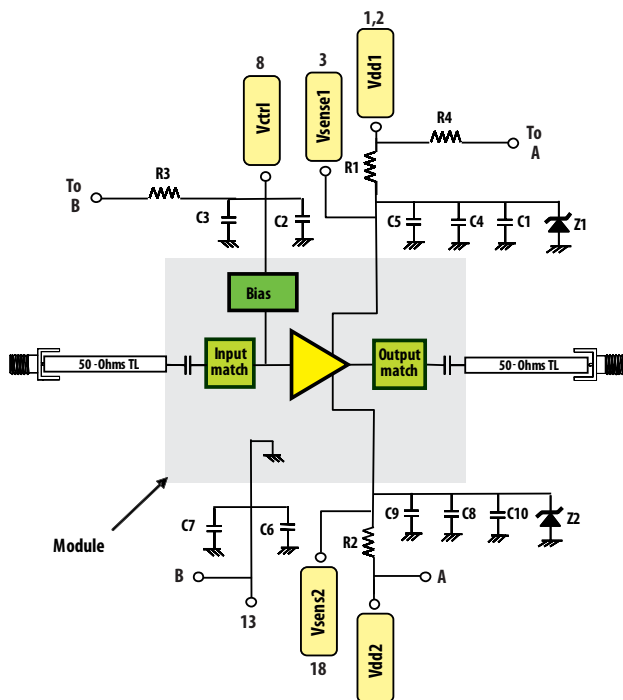 1,2
8
3
Vctrl
Vsense1
Vdd1
R4
To
A
R1
R3
To
B
C3
C2
C5
C4
C1
Z1
Bias
50-Ohms TL
Input
match
Output
match
50-Ohms TL
C7
C6
C9
C8
C10
Z2
R2
Module
B
A
13
Vsens2
18
Vdd2